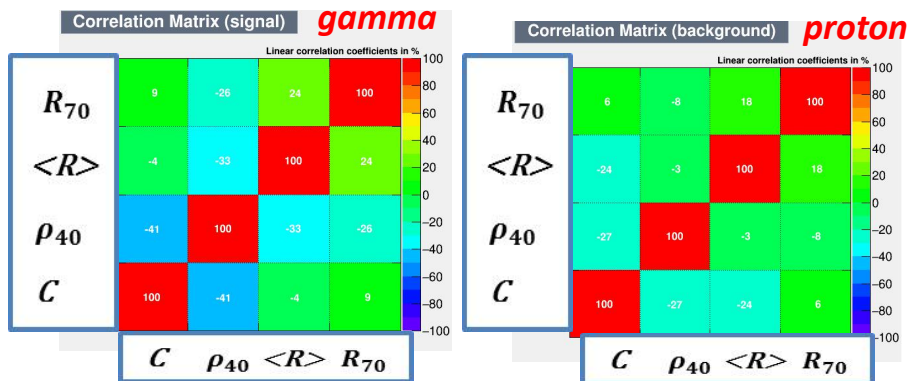 Correlation Matrix (signal) gamma
Linear correlation coefficients in %
R₇₀ 9 -26 24 100
<R> -4 -33 100 24
ρ₄₀ -41 100 -33 -26
C 100 -41 -4 9
100
80
60
40
20
0
−20
−40
−60
−80
−100
C ρ₄₀ <R> R₇₀
Correlation Matrix (background) proton
Linear correlation coefficients in %
R₇₀ 6 -8 18 100
<R> -24 -3 100 18
ρ₄₀ -27 100 -3 -8
C 100 -27 -24 6
100
80
60
40
20
0
−20
−40
−60
−80
−100
C ρ₄₀ <R> R₇₀